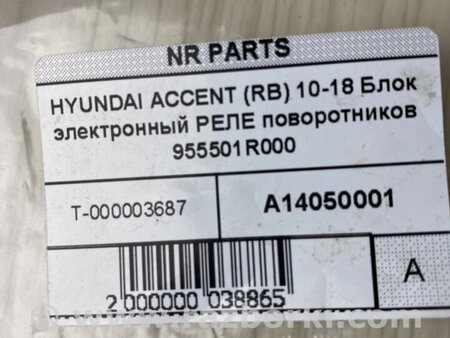 NR PARTS
HYUNDAI ACCENT (RB) 10-18 Блок
электронный РЕЛЕ поворотников
955501R000
T-000003687
A14050001
A
2 000000 038865